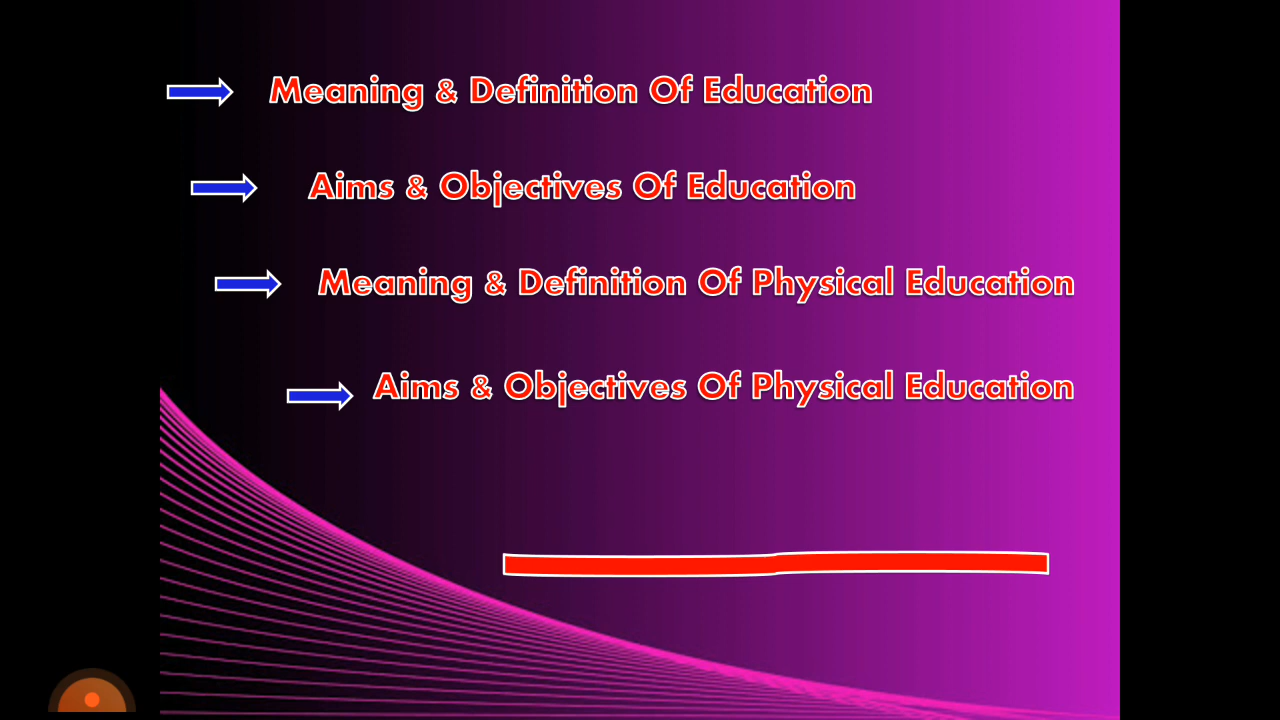 Meaning & Definition Of Education
Aims & Objectives Of Education
Meaning & Definition Of Physical Education
Aims & Objectives Of Physical Education